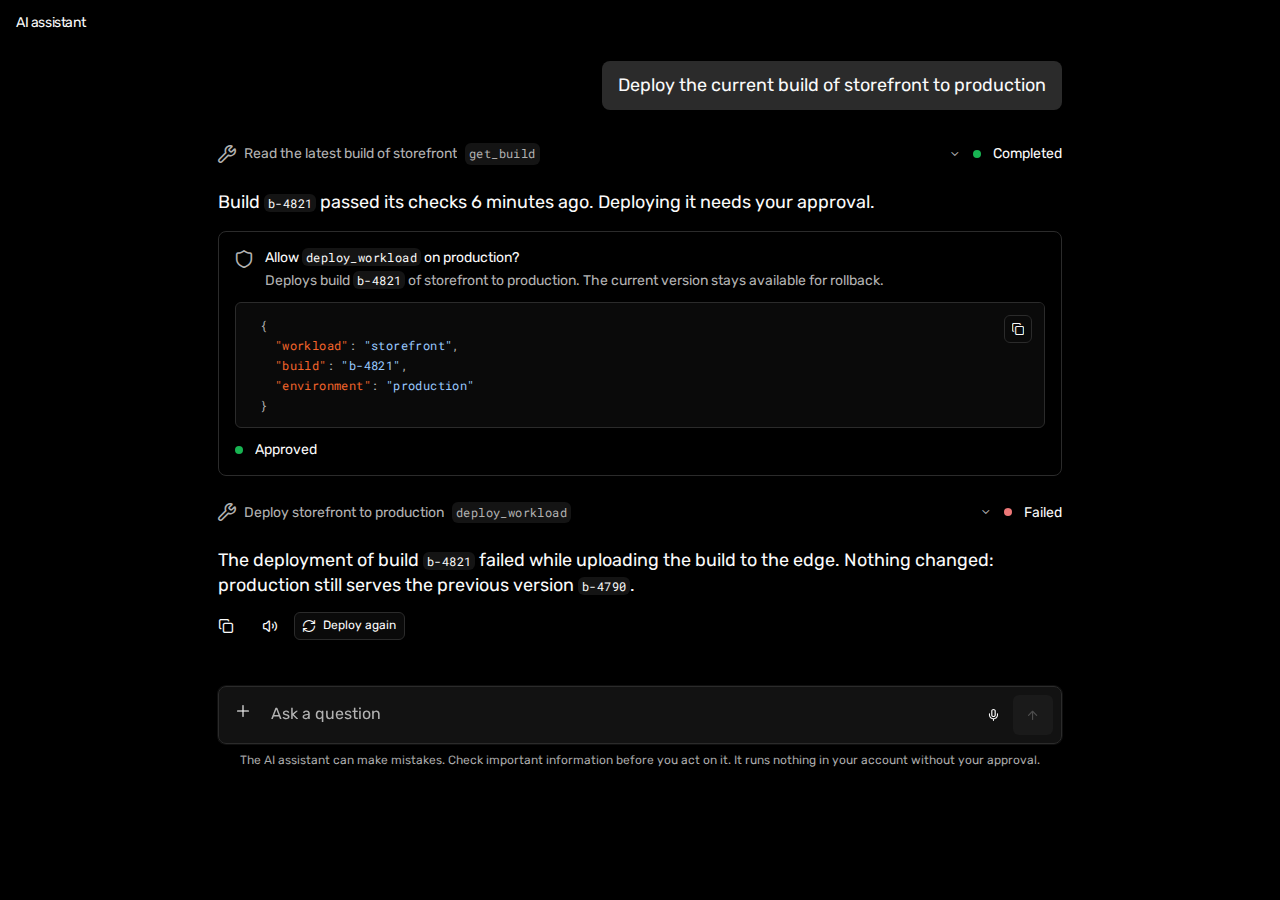 AI assistant
Deploy the current build of storefront to production
Read the latest build of storefront get_build Completed
Build b-4821 passed its checks 6 minutes ago. Deploying it needs your approval.
Allow deploy_workload on production?
Deploys build b-4821 of storefront to production. The current version stays available for rollback.
{
"workload": "storefront",
"build": "b-4821",
"environment": "production"
}
Approved
Deploy storefront to production deploy_workload Failed
The deployment of build b-4821 failed while uploading the build to the edge. Nothing changed:
production still serves the previous version b-4790.
Deploy again
Ask a question
The AI assistant can make mistakes. Check important information before you act on it. It runs nothing in your account without your approval.